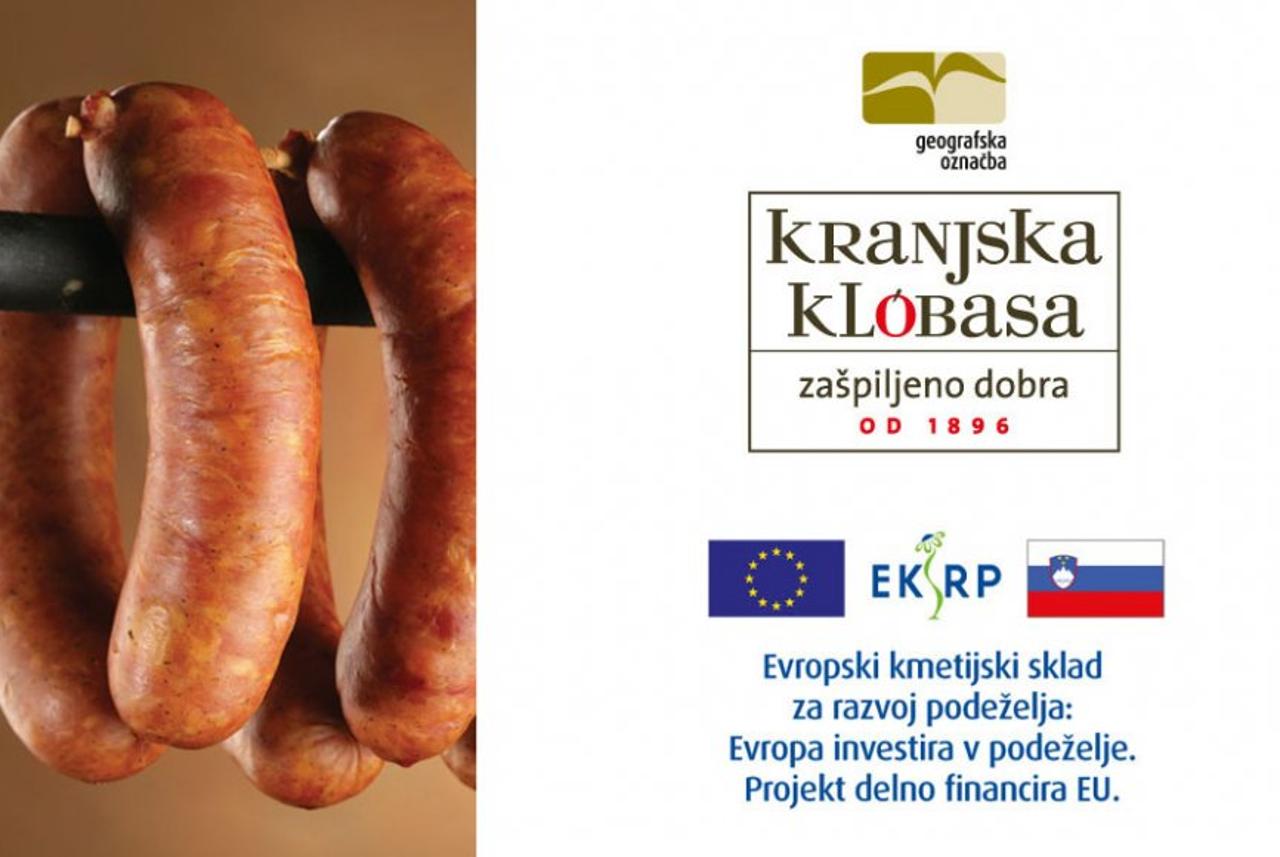 geografska
označba
kranjska
klobasa
zašpiljeno dobra
OD 1896
EKSRP
Evropski kmetijski sklad
za razvoj podeželja:
Evropa investira v podeželje.
Projekt delno financira EU.